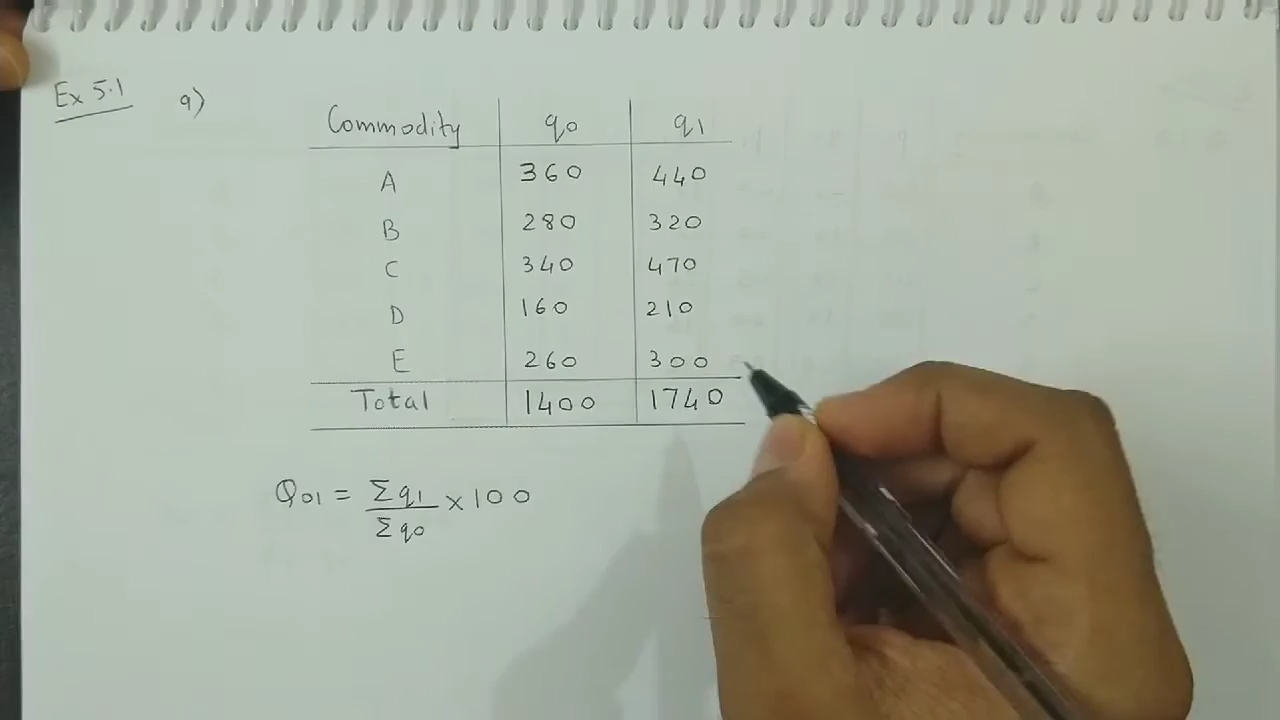 Ex 5.1 a)
Commodity q0 q1
A 360 440
B 280 320
C 340 470
D 160 210
E 260 300
Total 1400 1740
Q01 = Σq1 / Σq0 × 100